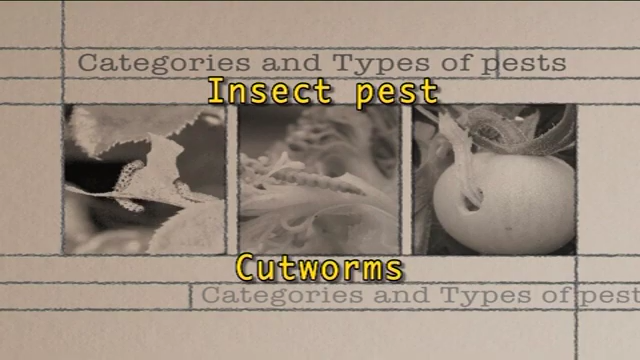 Categories and Types of pests
Insect pest
Cutworms
Categories and Types of pest